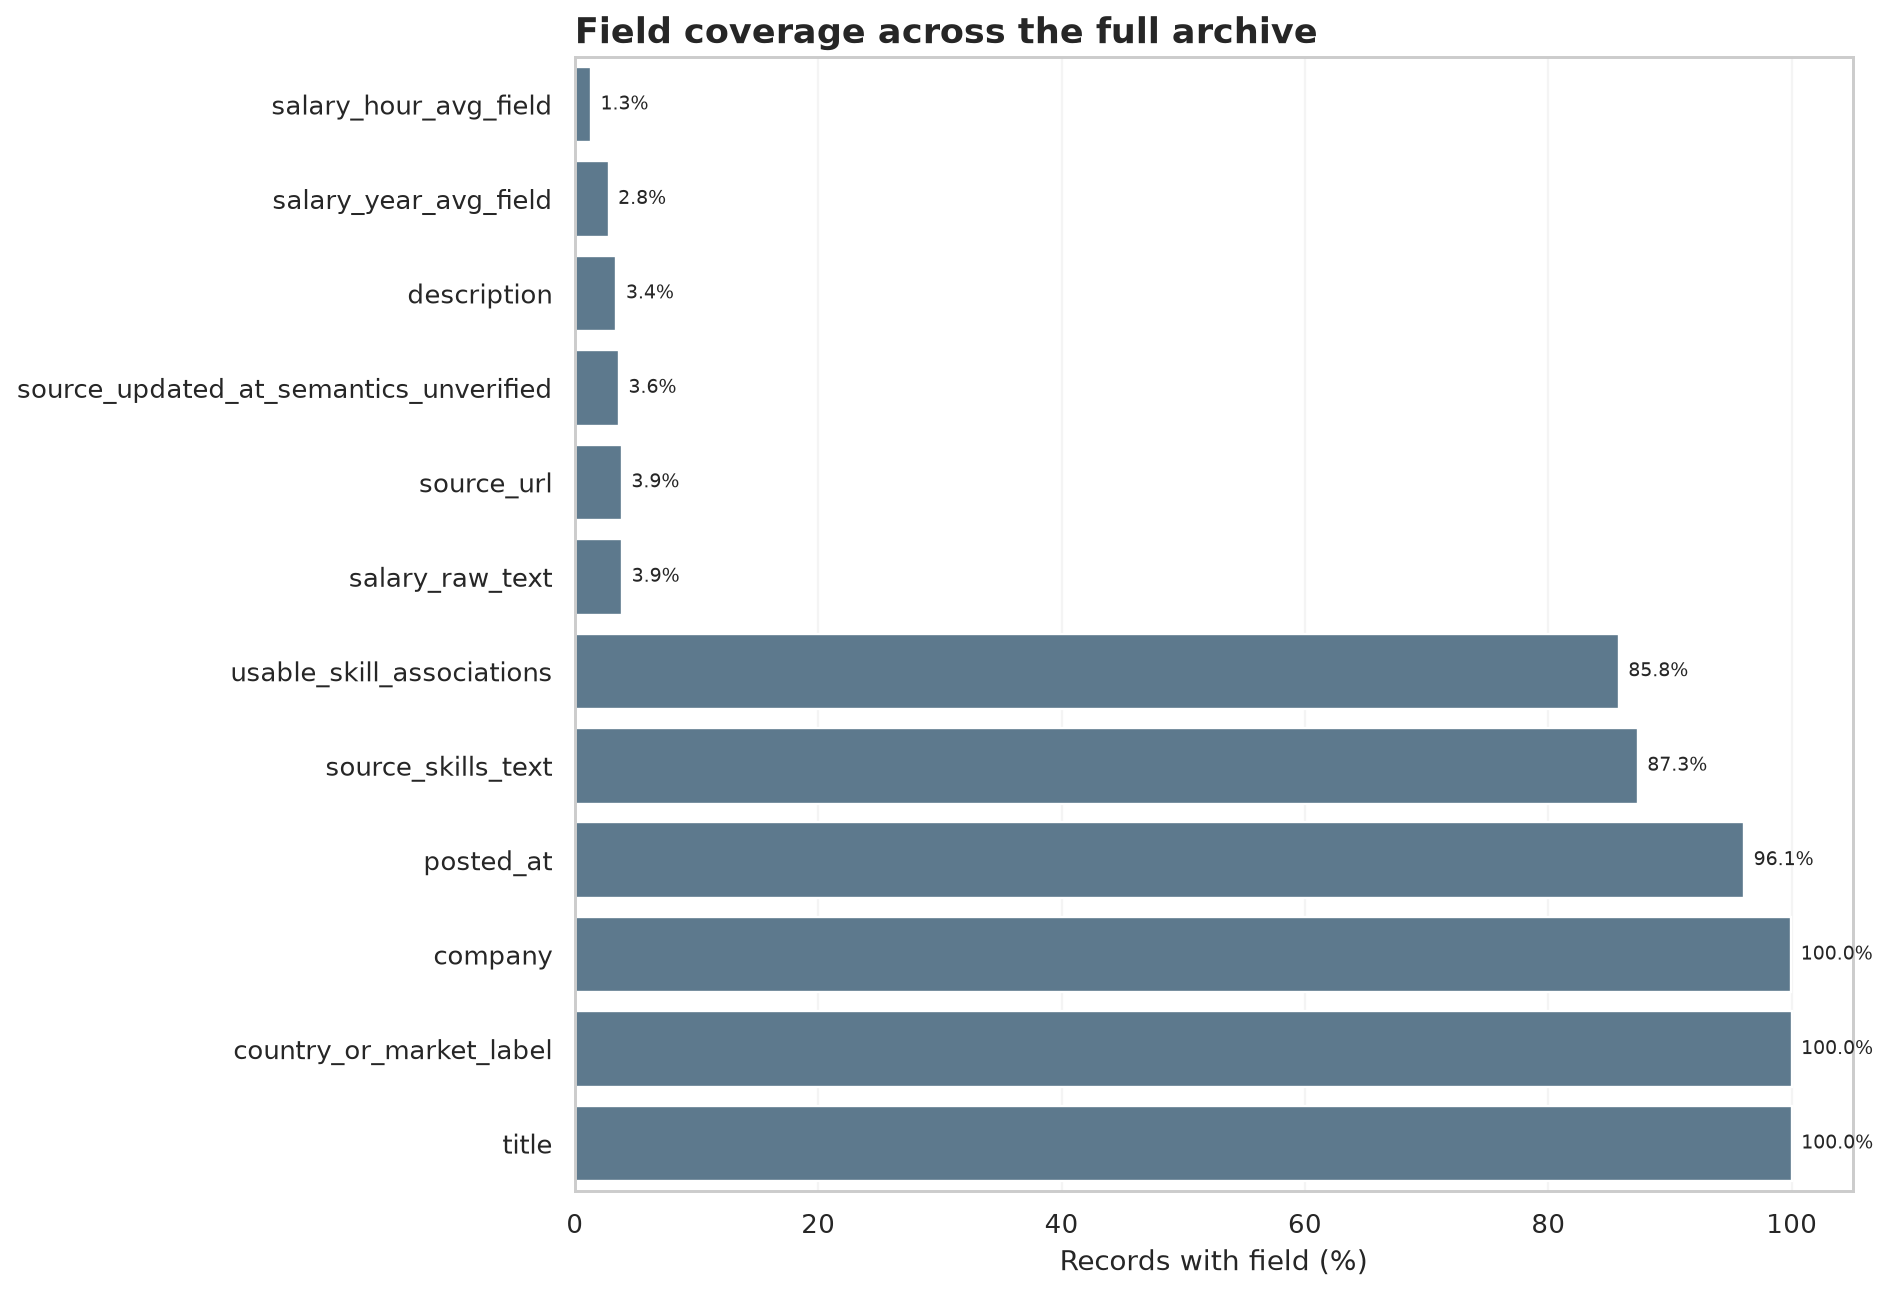 Field coverage across the full archive
salary_hour_avg_field 1.3%
salary_year_avg_field 2.8%
description 3.4%
source_updated_at_semantics_unverified 3.6%
source_url 3.9%
salary_raw_text 3.9%
usable_skill_associations 85.8%
source_skills_text 87.3%
posted_at 96.1%
company 100.0%
country_or_market_label 100.0%
title 100.0%
0 20 40 60 80 100
Records with field (%)